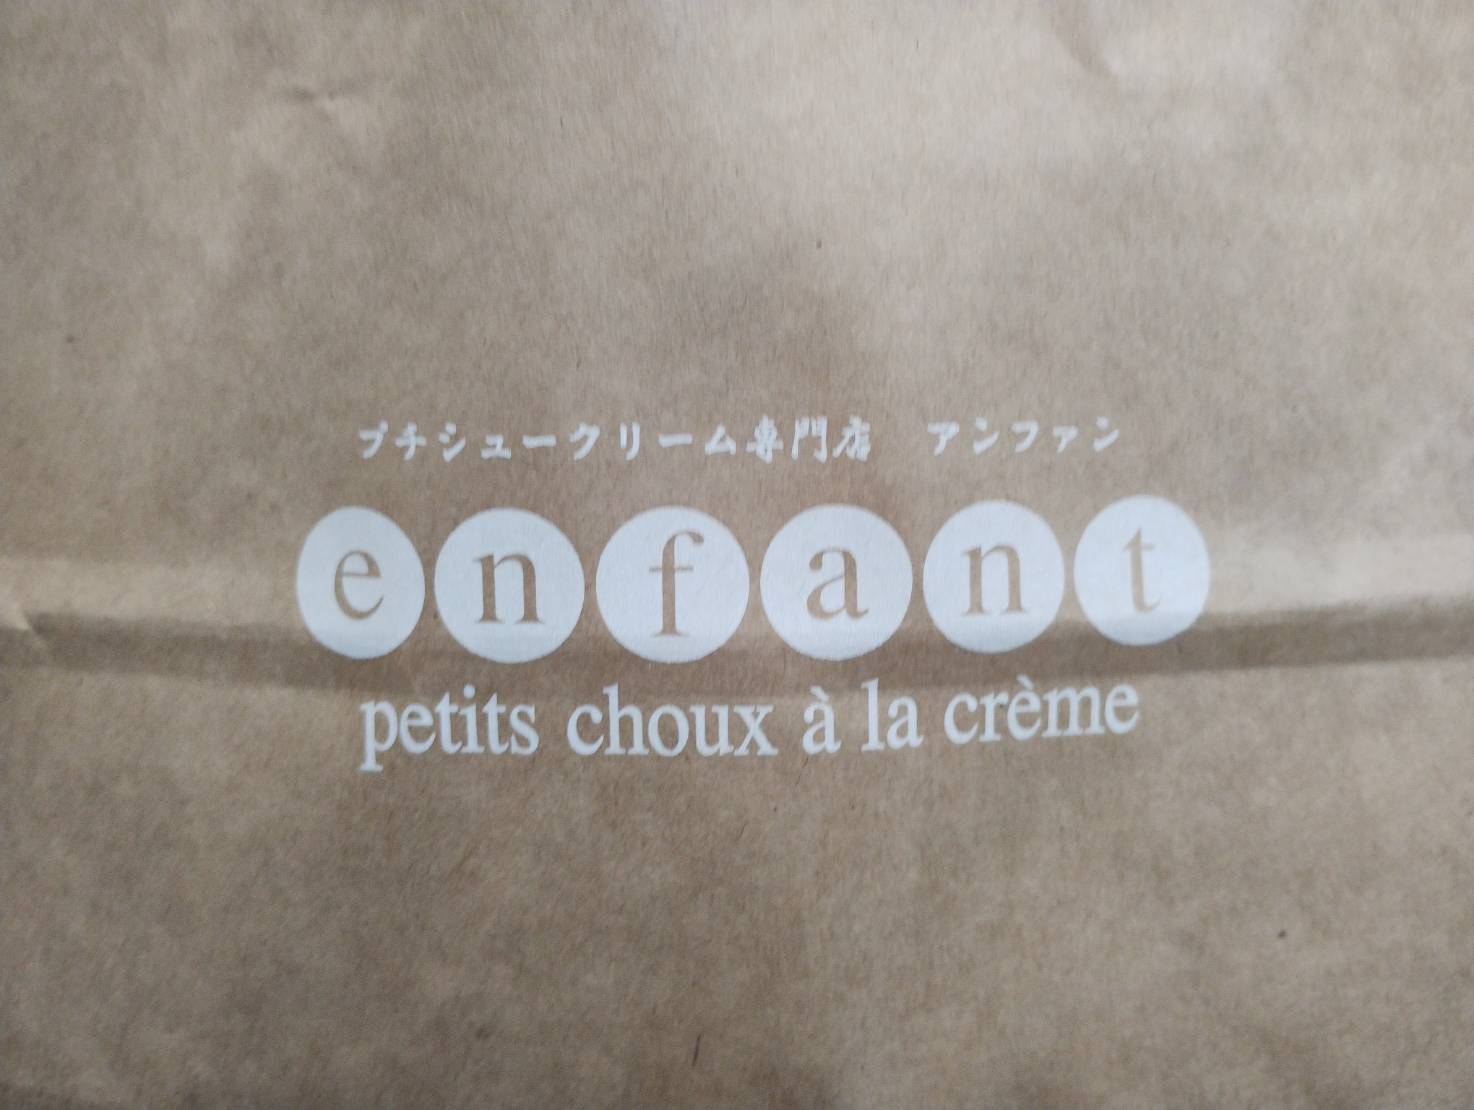 プチシュークリーム専門店　アンファン
enfant
petits choux à la crème